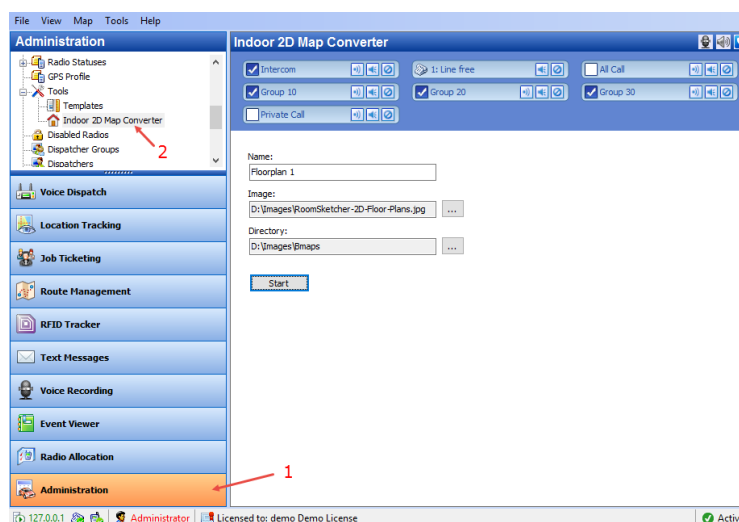 File View Map Tools Help
Administration
Indoor 2D Map Converter
Radio Statuses
GPS Profile
Tools
Templates
Indoor 2D Map Converter
Disabled Radios
Dispatcher Groups
Dispatchers
2
Intercom
1: Line free
All Call
Group 10
Group 20
Group 30
Private Call
Name:
Floorplan 1
Image:
D:\Images\RoomSketcher-2D-Floor-Plans.jpg ...
Directory:
D:\Images\Bmaps ...
Start
Voice Dispatch
Location Tracking
Job Ticketing
Route Management
RFID Tracker
Text Messages
Voice Recording
Event Viewer
Radio Allocation
Administration
1
127.0.0.1 Administrator Licensed to: demo Demo License Activ